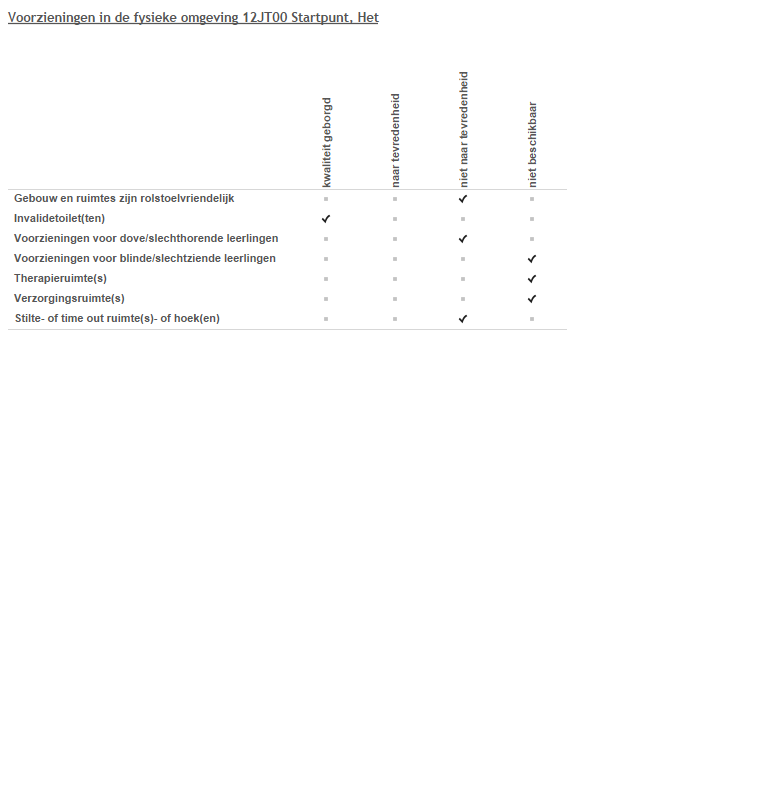 Voorzieningen in de fysieke omgeving 12JT00 Startpunt, Het
kwaliteit geborgd
naar tevredenheid
niet naar tevredenheid
niet beschikbaar
Gebouw en ruimtes zijn rolstoelvriendelijk
Invalidetoilet(ten)
Voorzieningen voor dove/slechthorende leerlingen
Voorzieningen voor blinde/slechtziende leerlingen
Therapieruimte(s)
Verzorgingsruimte(s)
Stilte- of time out ruimte(s)- of hoek(en)